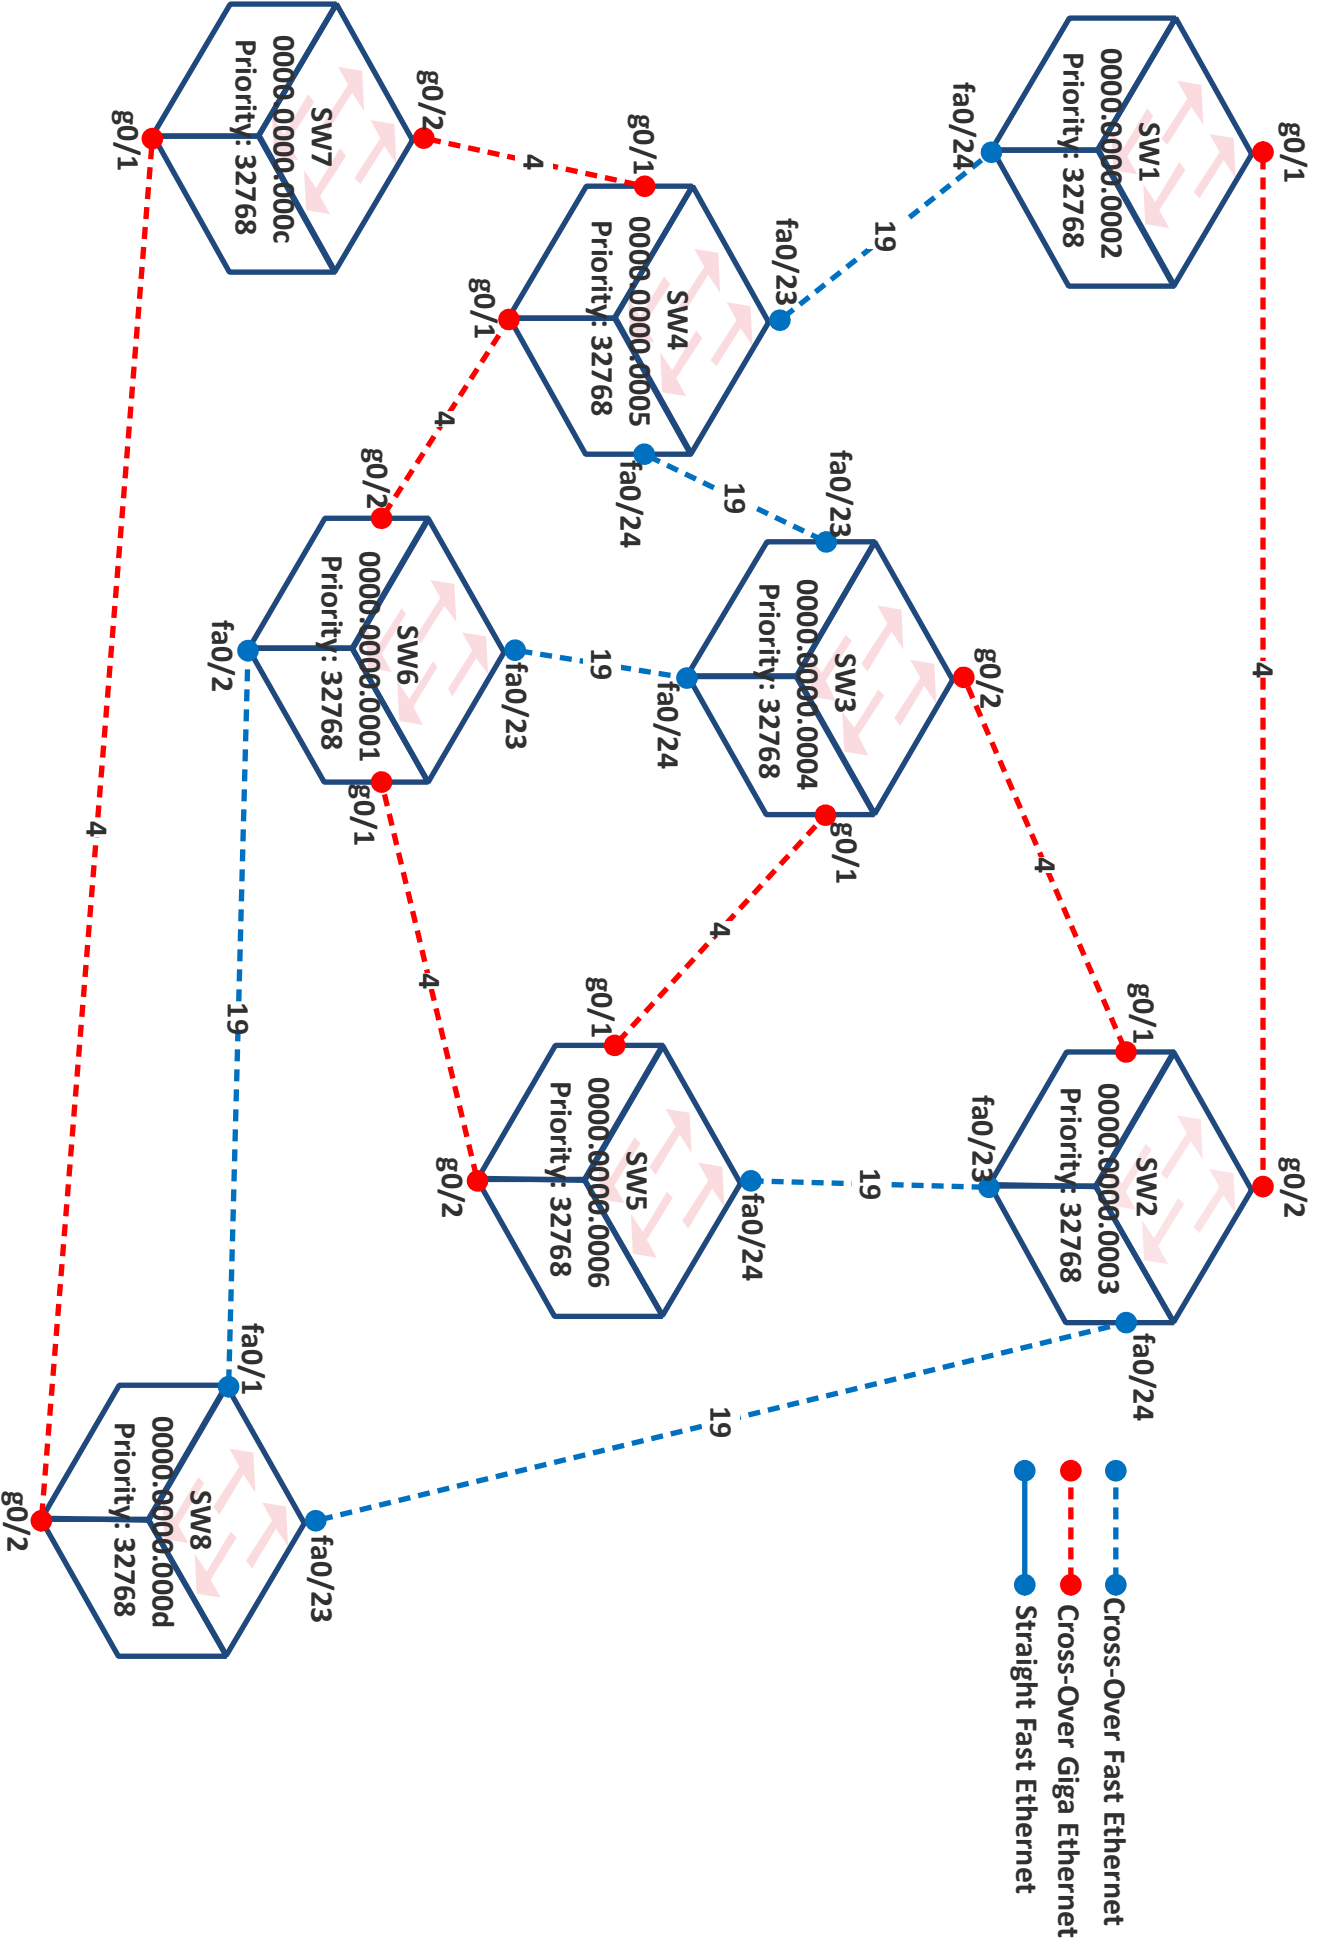 g0/1
4
g0/2
SW1
0000.0000.0002
Priority: 32768
fa0/24
SW2
0000.0000.0003
Priority: 32768
g0/1
fa0/23
fa0/24
Cross-Over Fast Ethernet
Cross-Over Giga Ethernet
Straight Fast Ethernet
4
g0/2
19
19
fa0/23
fa0/23
SW3
0000.0000.0004
Priority: 32768
g0/1
fa0/24
19
4
19
fa0/24
g0/1
SW4
0000.0000.0005
Priority: 32768
fa0/24
g0/1
g0/1
SW5
0000.0000.0006
Priority: 32768
g0/2
19
4
fa0/23
4
4
g0/2
SW6
0000.0000.0001
Priority: 32768
g0/1
fa0/2
g0/2
SW7
0000.0000.000c
Priority: 32768
g0/1
fa0/23
19
fa0/1
SW8
0000.0000.000d
Priority: 32768
4
g0/2